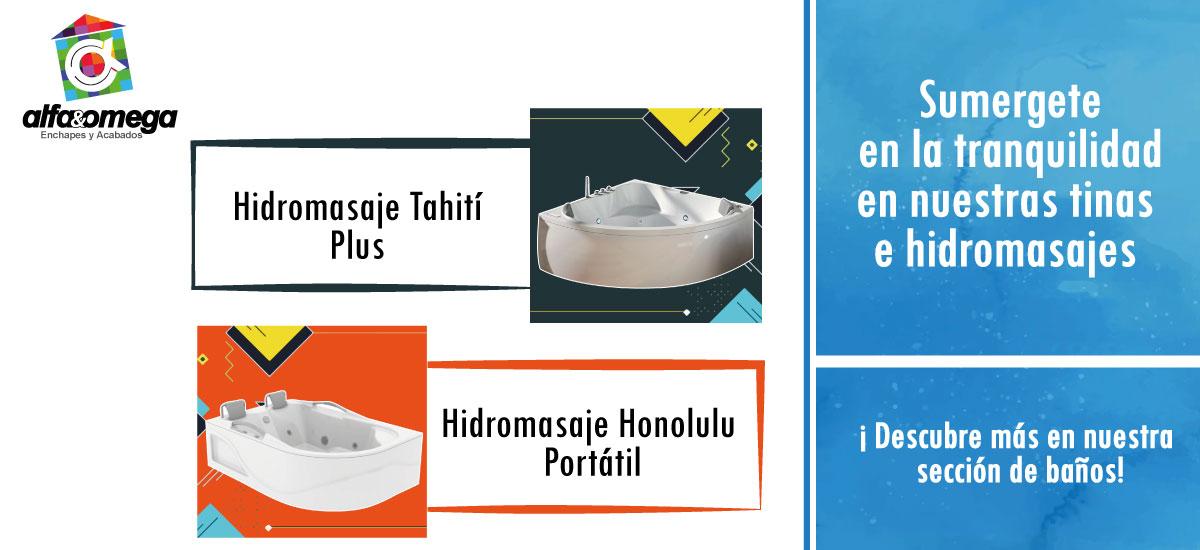 alfa&omega
Enchapes y Acabados
Hidromasaje Tahití
Plus
Hidromasaje Honolulu
Portátil
Sumergete
en la tranquilidad
en nuestras tinas
e hidromasajes
¡ Descubre más en nuestra
sección de baños!